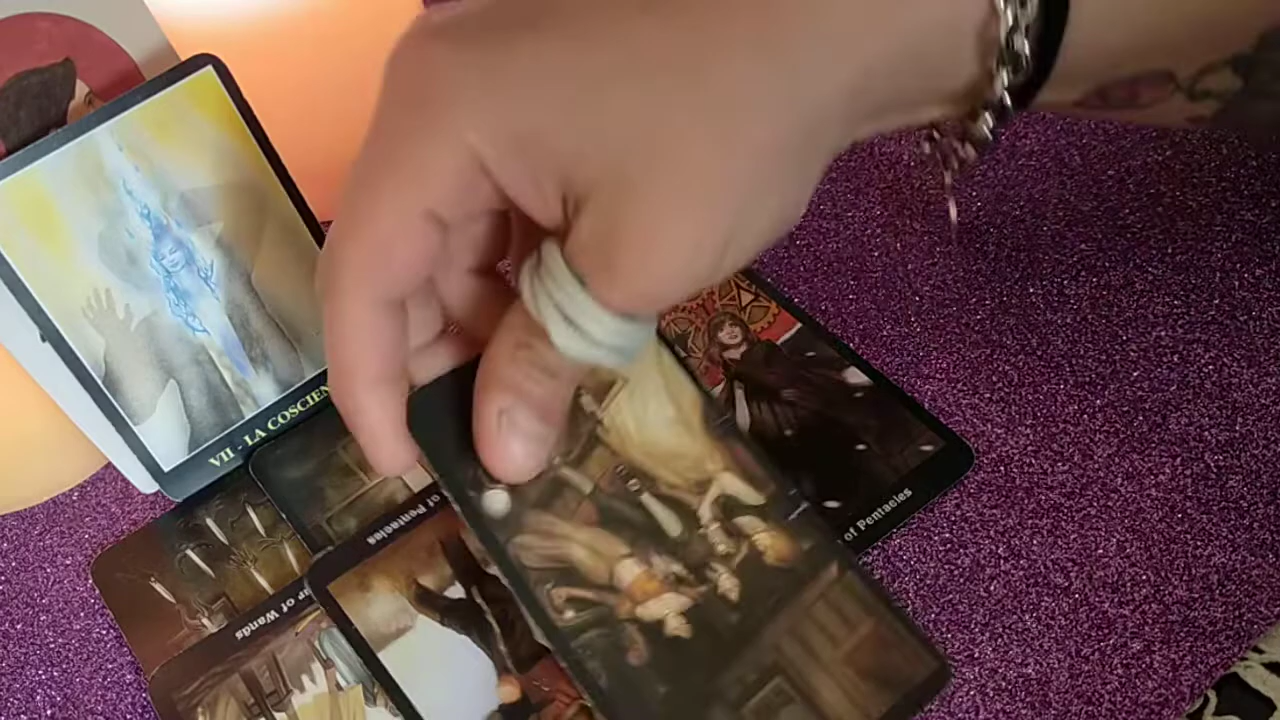 VII - LA COSCIEN
of Pentacles
r of Wands
of Pentacles